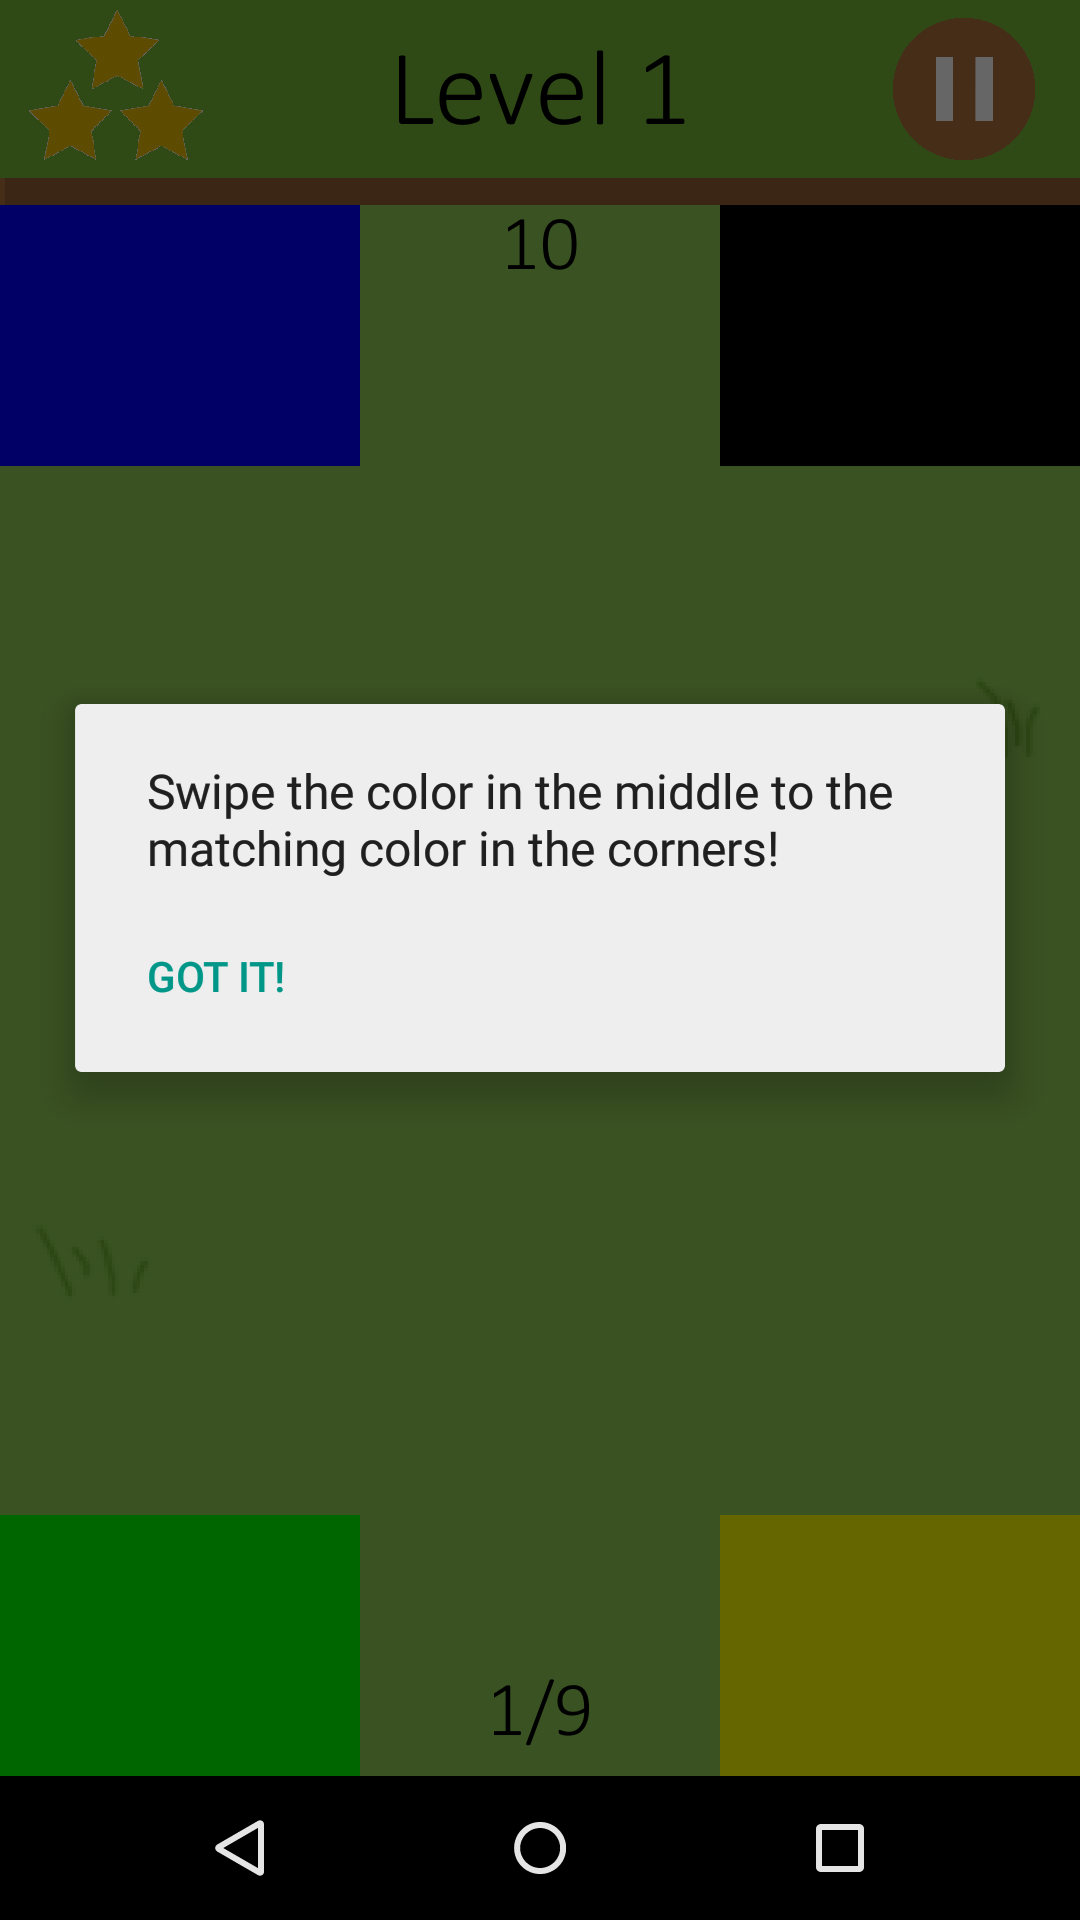 Level 1
10
Swipe the color in the middle to the
matching color in the corners!
GOT IT!
1/9